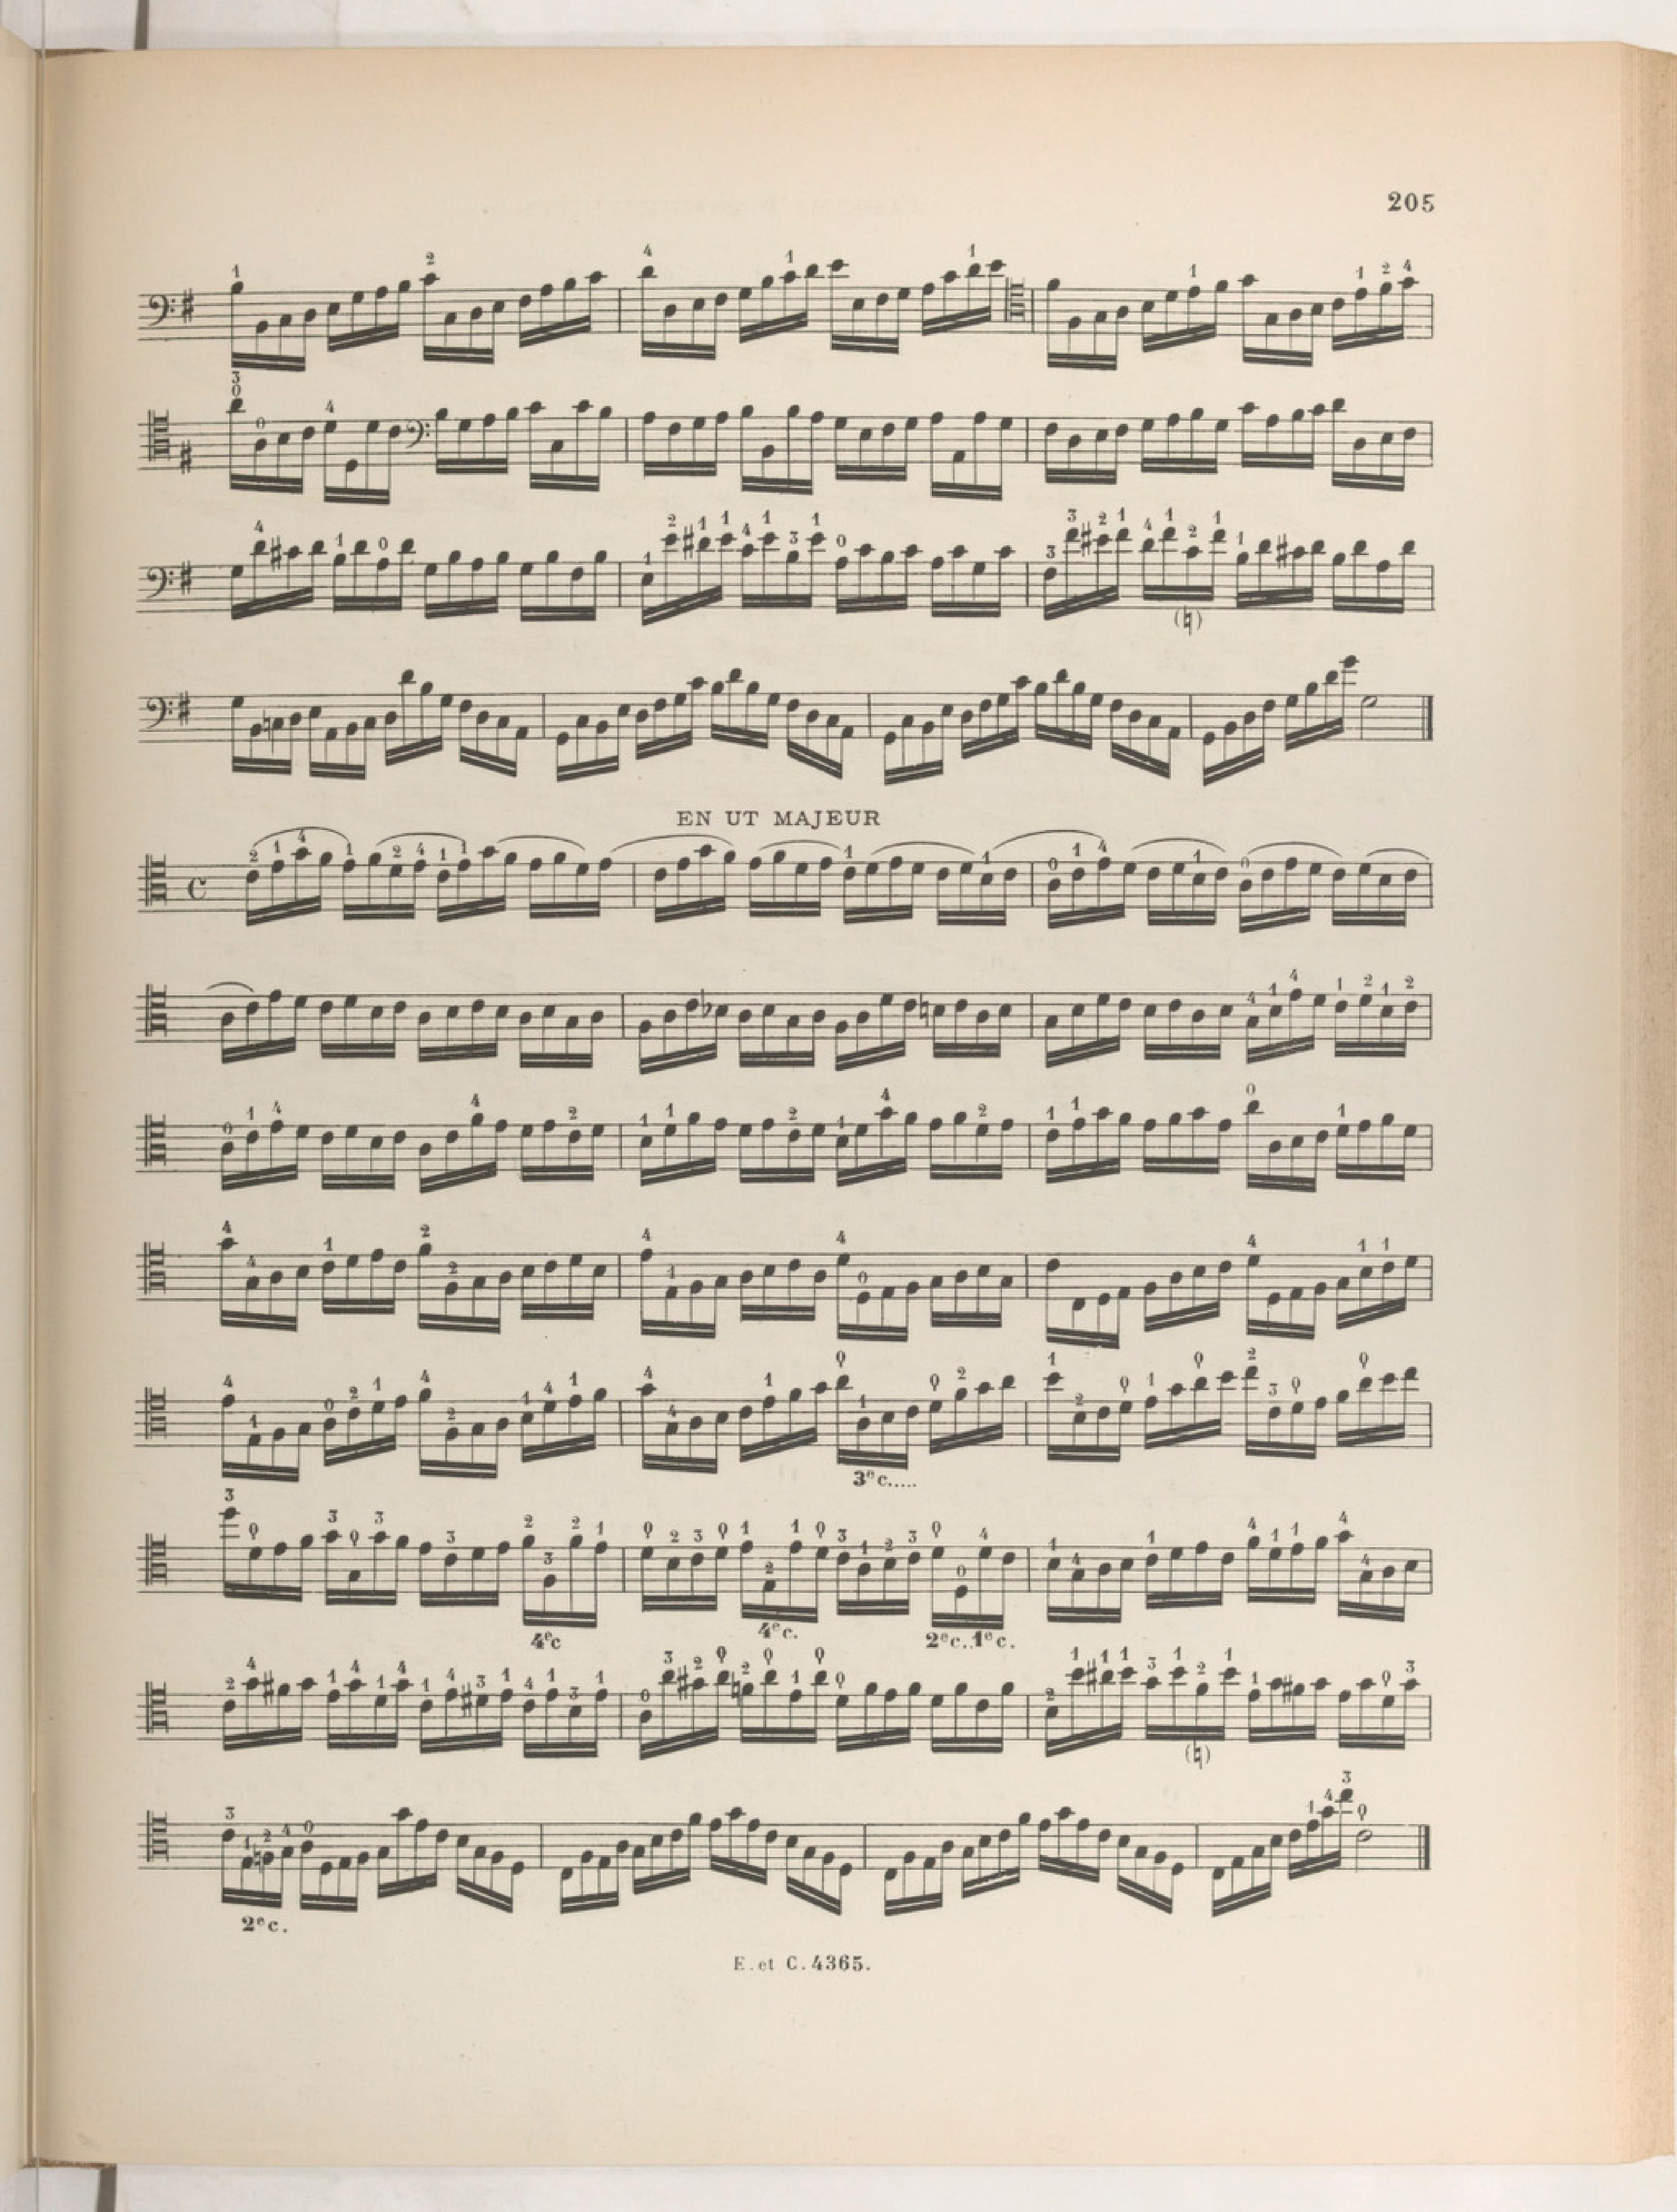 205
EN UT MAJEUR
3ᵉ c.....
4ᵉ c
4ᵉ c.
2ᵉ c..1ᵉ c.
2ᵉ c.
E. et C. 4365.